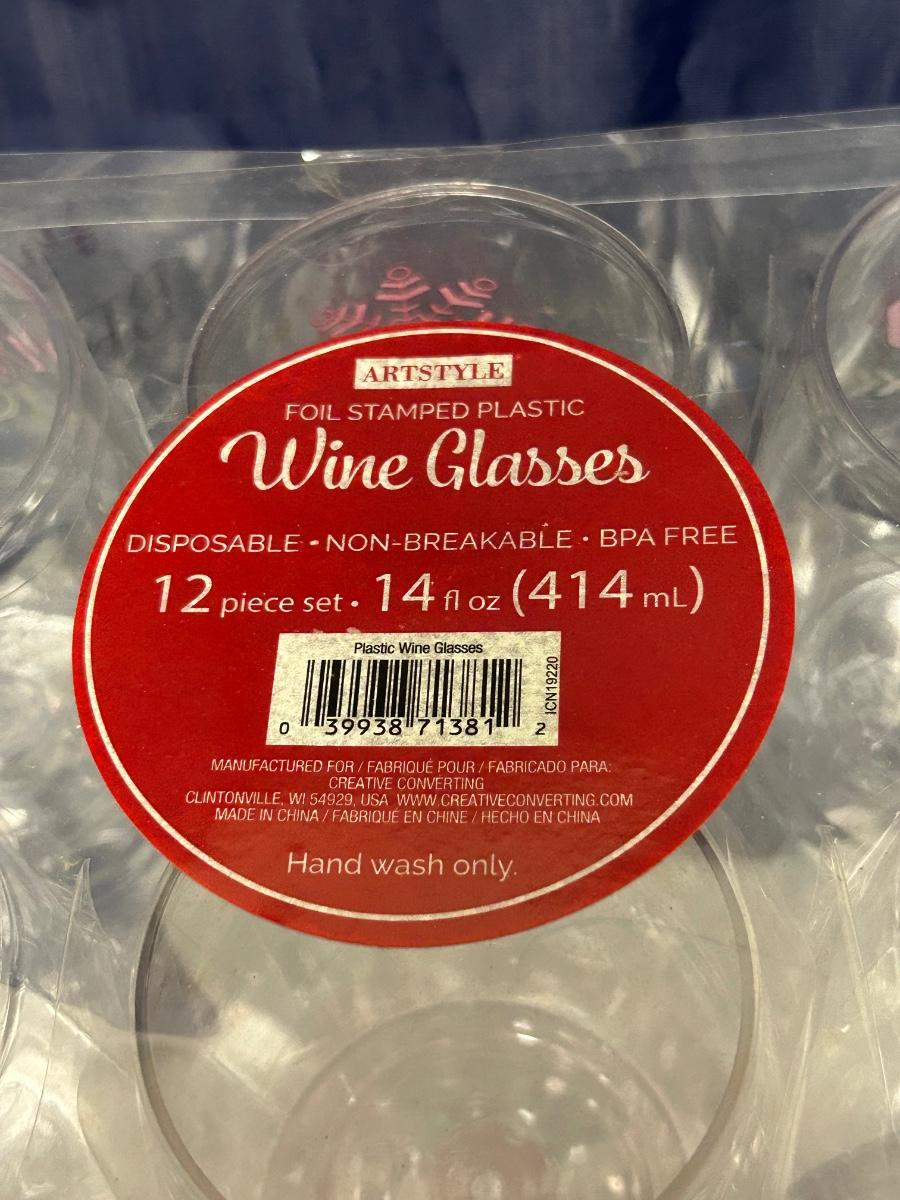 ARTSTYLE
FOIL STAMPED PLASTIC
Wine Glasses
DISPOSABLE • NON-BREAKABLE • BPA FREE
12 piece set • 14 fl oz (414 mL)
Plastic Wine Glasses
ICN19220
0 39938 71381 2
MANUFACTURED FOR / FABRIQUÉ POUR / FABRICADO PARA:
CREATIVE CONVERTING
CLINTONVILLE, WI 54929, USA WWW.CREATIVECONVERTING.COM
MADE IN CHINA / FABRIQUÉ EN CHINE / HECHO EN CHINA
Hand wash only.